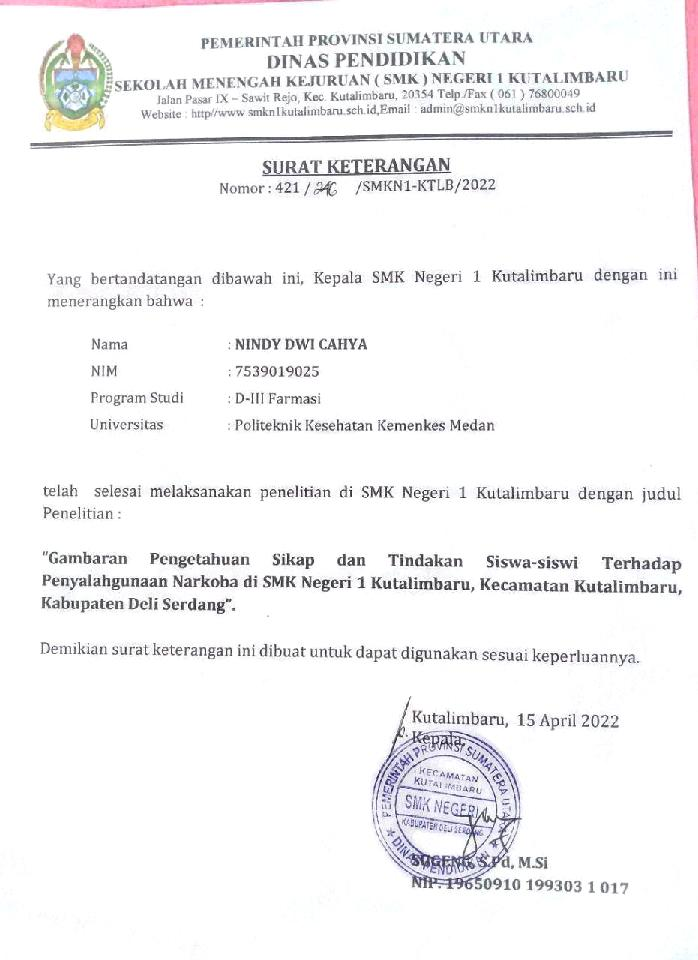 PEMERINTAH PROVINSI SUMATERA UTARA
DINAS PENDIDIKAN
SEKOLAH MENENGAH KEJURUAN ( SMK ) NEGERI 1 KUTALIMBARU
Jalan Pasar IX – Sawit Rejo, Kec. Kutalimbaru, 20354 Telp./Fax ( 061 ) 76800049
Website : http//www.smkn1kutalimbaru.sch.id,Email : admin@smkn1kutalimbaru.sch.id
SURAT KETERANGAN
Nomor : 421 / /SMKN1-KTLB/2022
Yang bertandatangan dibawah ini, Kepala SMK Negeri 1 Kutalimbaru dengan ini
menerangkan bahwa :
Nama : NINDY DWI CAHYA
NIM : 7539019025
Program Studi : D-III Farmasi
Universitas : Politeknik Kesehatan Kemenkes Medan
telah selesai melaksanakan penelitian di SMK Negeri 1 Kutalimbaru dengan judul
Penelitian :
"Gambaran Pengetahuan Sikap dan Tindakan Siswa-siswi Terhadap
Penyalahgunaan Narkoba di SMK Negeri 1 Kutalimbaru, Kecamatan Kutalimbaru,
Kabupaten Deli Serdang".
Demikian surat keterangan ini dibuat untuk dapat digunakan sesuai keperluannya.
Kutalimbaru, 15 April 2022
Kepala,
PEMERINTAH PROVINSI SUMATERA UTARA
KECAMATAN
KUTALIMBARU
SMK NEGERI
KABUPATEN DELI SERDANG
DINAS PENDIDIKAN
SUGENG, S.Pd, M.Si
NIP. 19650910 199303 1 017